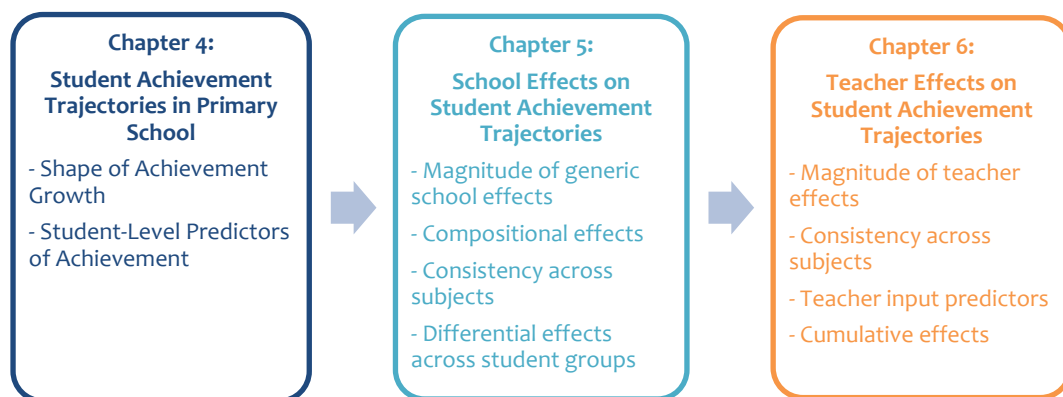 Chapter 4:
Student Achievement
Trajectories in Primary
School
- Shape of Achievement
Growth
- Student-Level Predictors
of Achievement
Chapter 5:
School Effects on
Student Achievement
Trajectories
- Magnitude of generic
school effects
- Compositional effects
- Consistency across
subjects
- Differential effects
across student groups
Chapter 6:
Teacher Effects on
Student Achievement
Trajectories
- Magnitude of teacher
effects
- Consistency across
subjects
- Teacher input predictors
- Cumulative effects